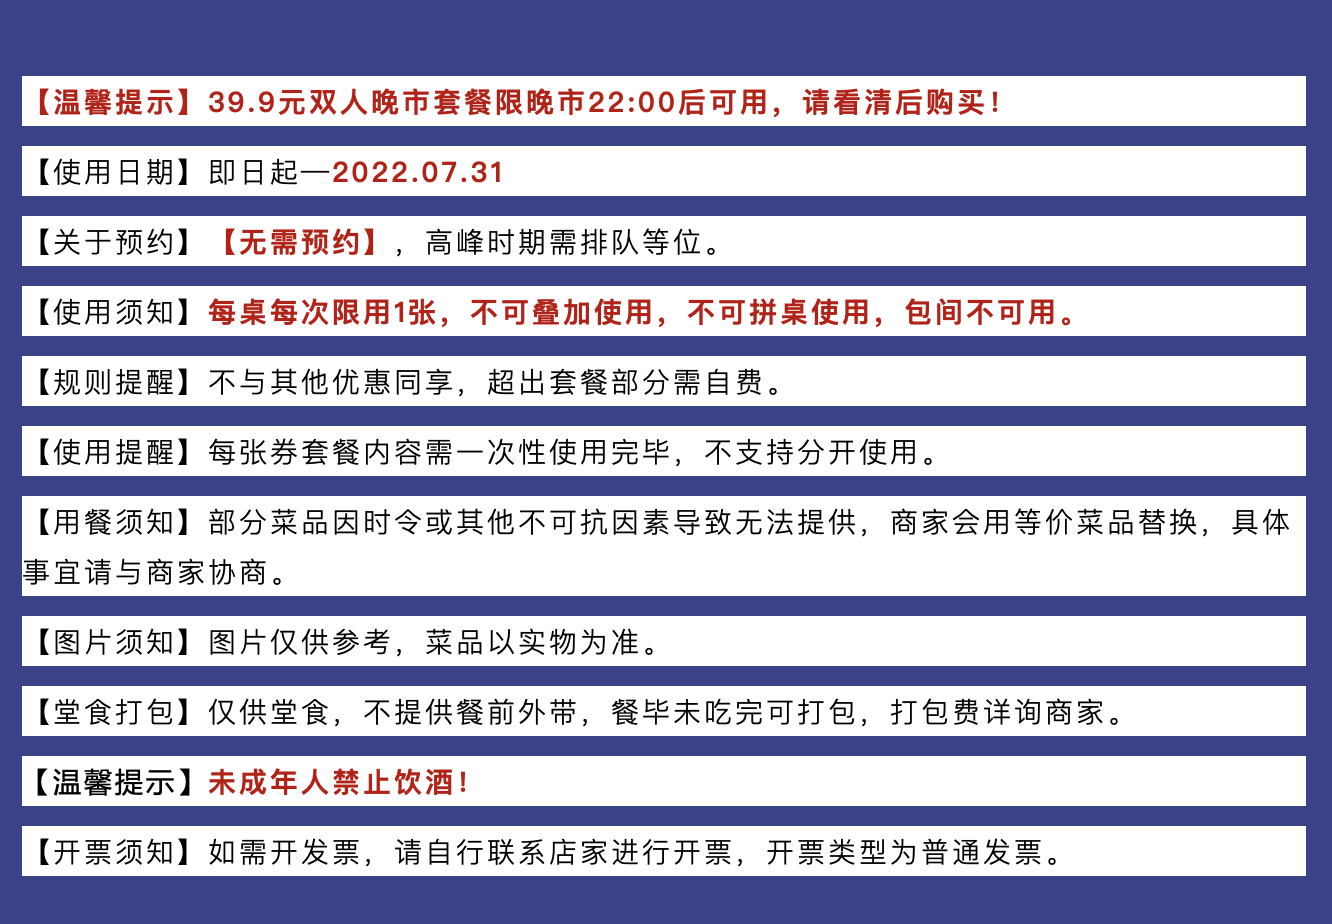 【温馨提示】39.9元双人晚市套餐限晚市22:00后可用，请看清后购买！
【使用日期】即日起—2022.07.31
【关于预约】【无需预约】，高峰时期需排队等位。
【使用须知】每桌每次限用1张，不可叠加使用，不可拼桌使用，包间不可用。
【规则提醒】不与其他优惠同享，超出套餐部分需自费。
【使用提醒】每张券套餐内容需一次性使用完毕，不支持分开使用。
【用餐须知】部分菜品因时令或其他不可抗因素导致无法提供，商家会用等价菜品替换，具体
事宜请与商家协商。
【图片须知】图片仅供参考，菜品以实物为准。
【堂食打包】仅供堂食，不提供餐前外带，餐毕未吃完可打包，打包费详询商家。
【温馨提示】未成年人禁止饮酒！
【开票须知】如需开发票，请自行联系店家进行开票，开票类型为普通发票。